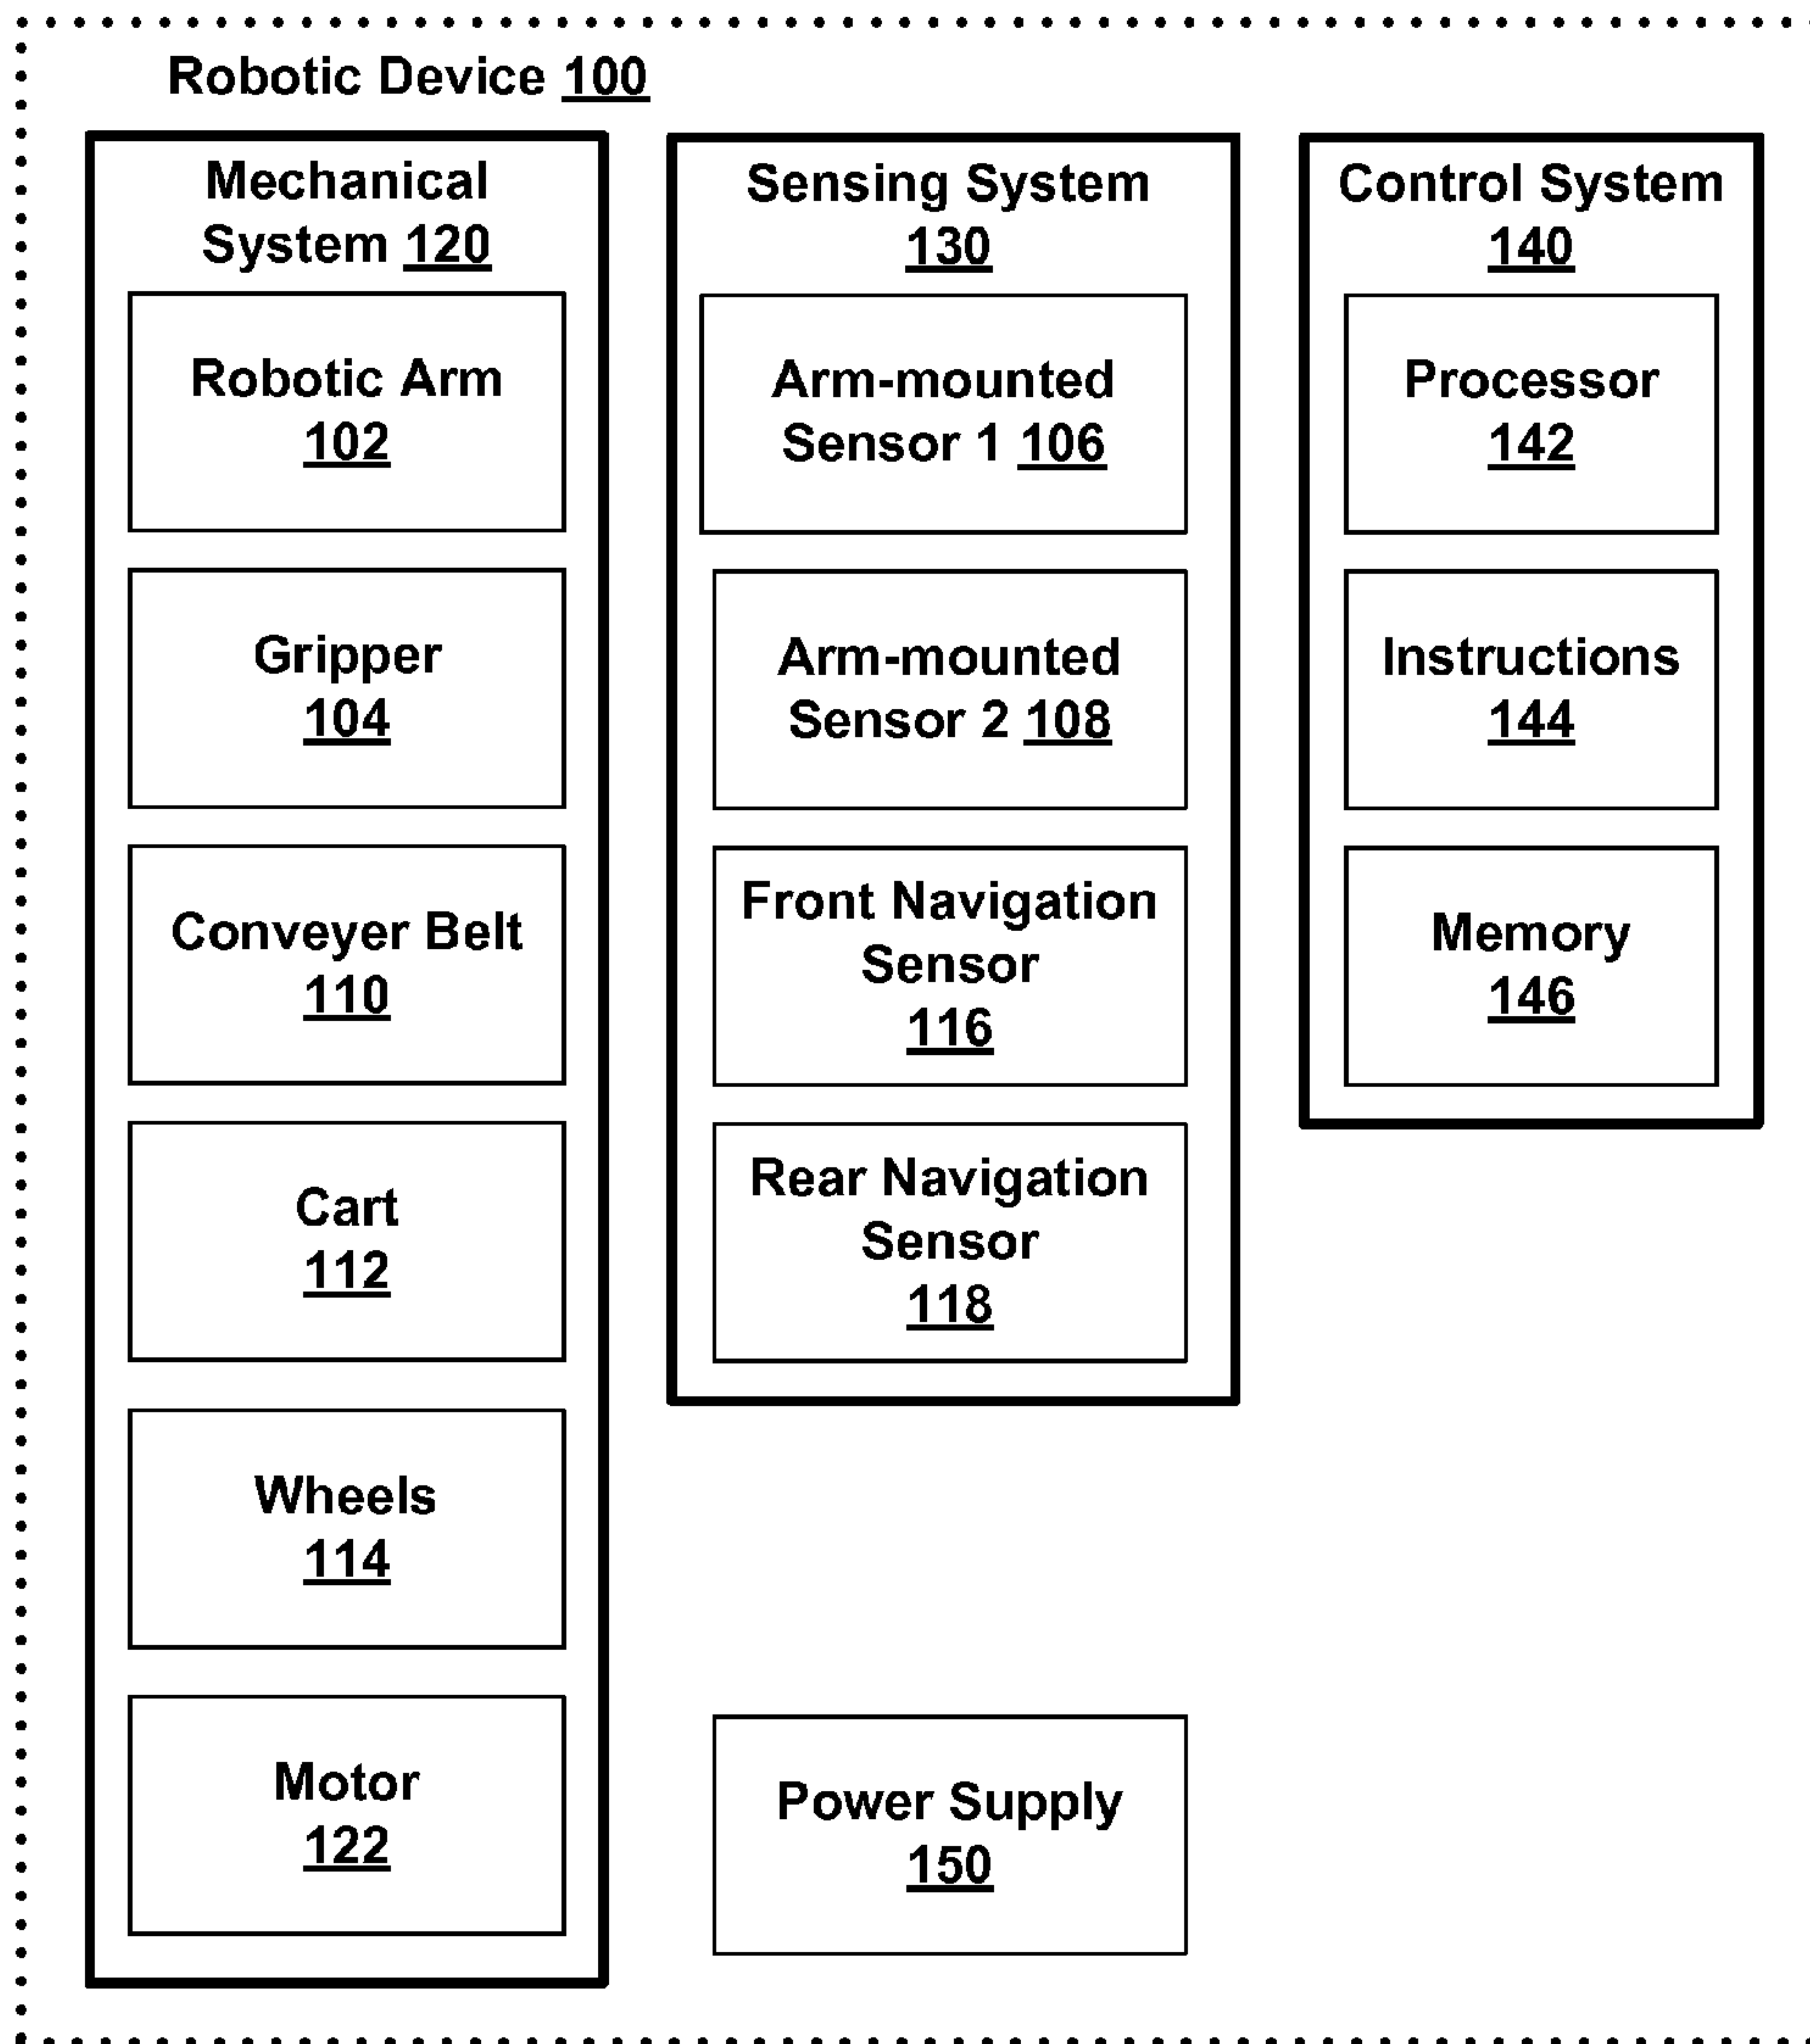 Robotic Device 100
Mechanical
System 120
Robotic Arm
102
Gripper
104
Conveyer Belt
110
Cart
112
Wheels
114
Motor
122
Sensing System
130
Arm-mounted
Sensor 1 106
Arm-mounted
Sensor 2 108
Front Navigation
Sensor
116
Rear Navigation
Sensor
118
Power Supply
150
Control System
140
Processor
142
Instructions
144
Memory
146